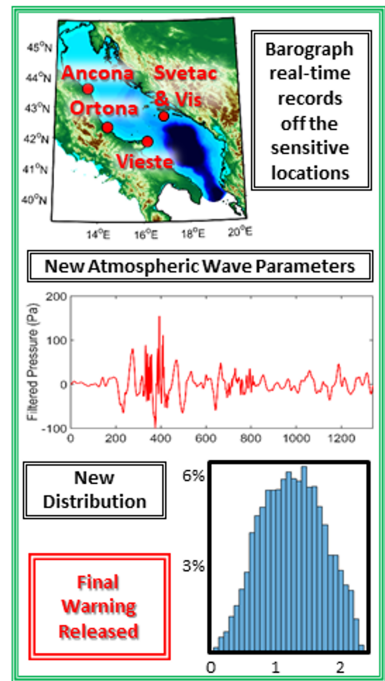 45°N
44°N
43°N
42°N
41°N
40°N
14°E 16°E 18°E 20°E
Ancona Svetac
Ortona & Vis
Vieste
Barograph
real-time
records
off the
sensitive
locations
New Atmospheric Wave Parameters
Filtered Pressure (Pa)
200
100
0
-100
0 200 400 600 800 1000 1200
New
Distribution
Final
Warning
Released
6%
3%
0 1 2